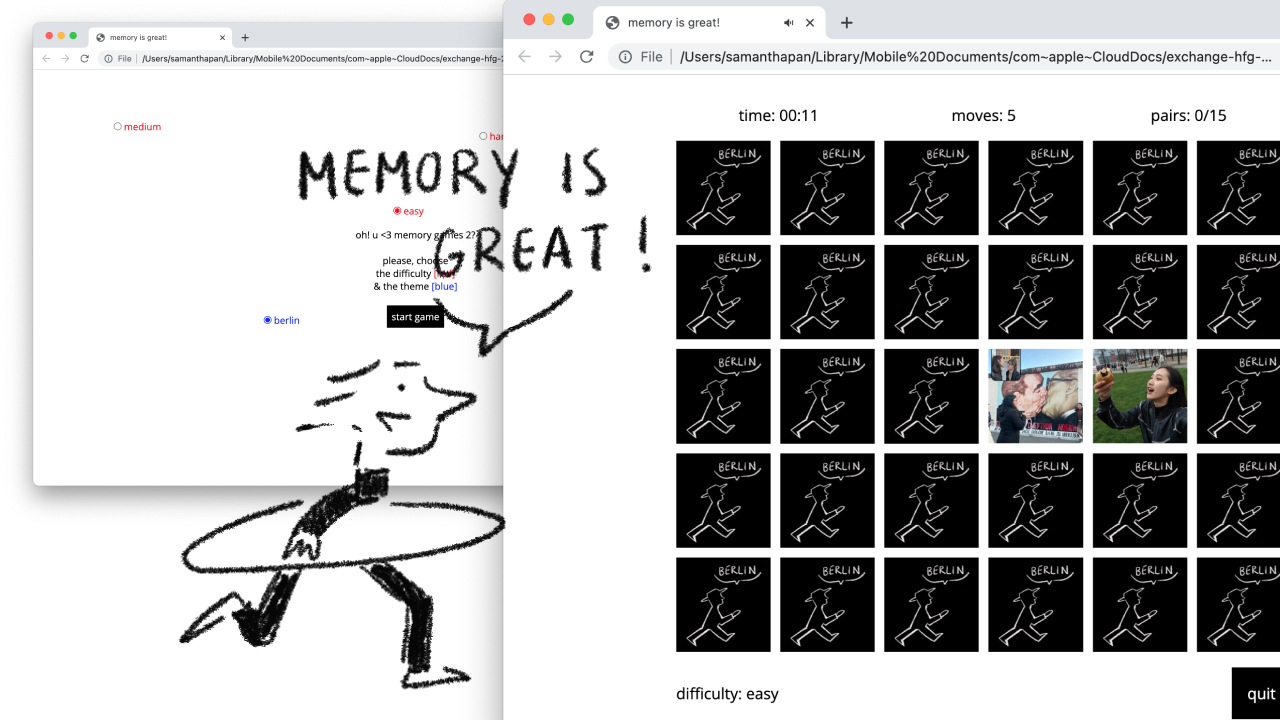 memory is great!
File | /Users/samanthapan/Library/Mobile%20Documents/com~apple~CloudDocs/exchange-hfg-2
medium
har
easy
oh! u <3 memory games 2?
please, choose
the difficulty [red]
& the theme [blue]
berlin
start game
MEMORY IS
GREAT!
memory is great!
File | /Users/samanthapan/Library/Mobile%20Documents/com~apple~CloudDocs/exchange-hfg-...
time: 00:11 moves: 5 pairs: 0/15
BERLIN BERLIN BERLIN BERLIN BERLIN BERLIN
BERLIN BERLIN BERLIN BERLIN BERLIN BERLIN
BERLIN BERLIN BERLIN BERLIN
BERLIN BERLIN BERLIN BERLIN BERLIN BERLIN
BERLIN BERLIN BERLIN BERLIN BERLIN BERLIN
difficulty: easy
quit